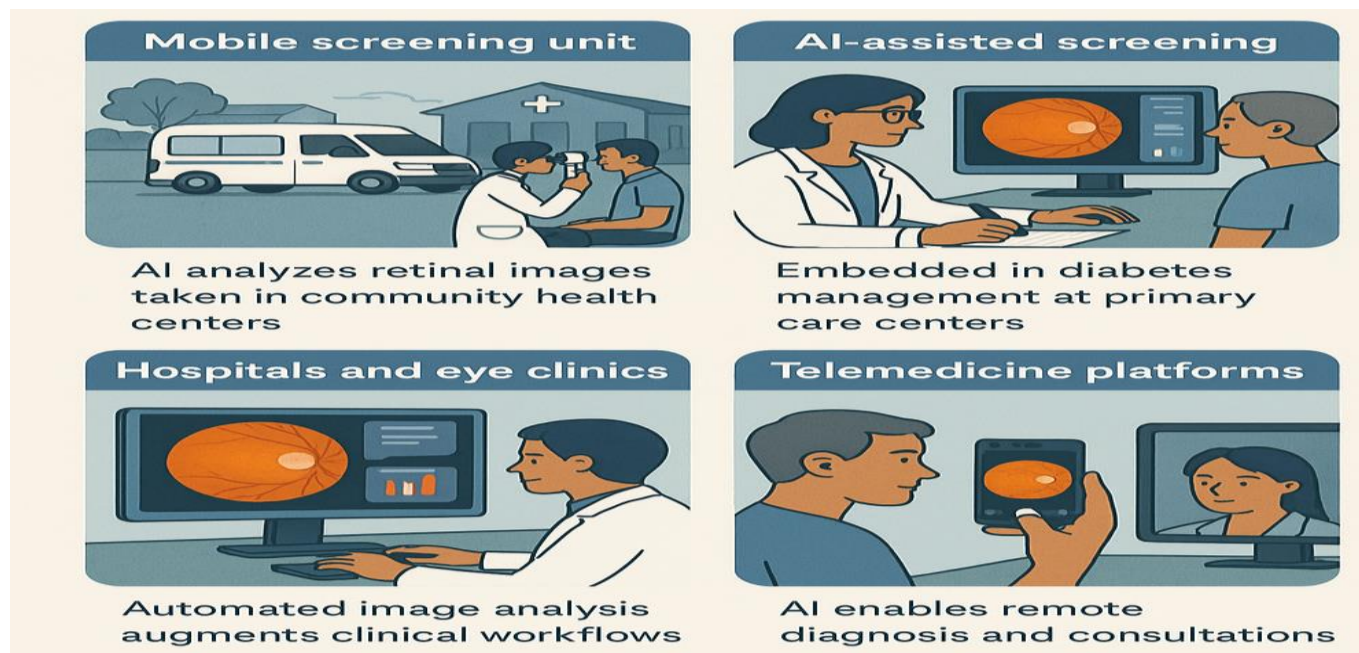 Mobile screening unit
AI analyzes retinal images
taken in community health
centers
AI-assisted screening
Embedded in diabetes
management at primary
care centers
Hospitals and eye clinics
Automated image analysis
augments clinical workflows
Telemedicine platforms
AI enables remote
diagnosis and consultations